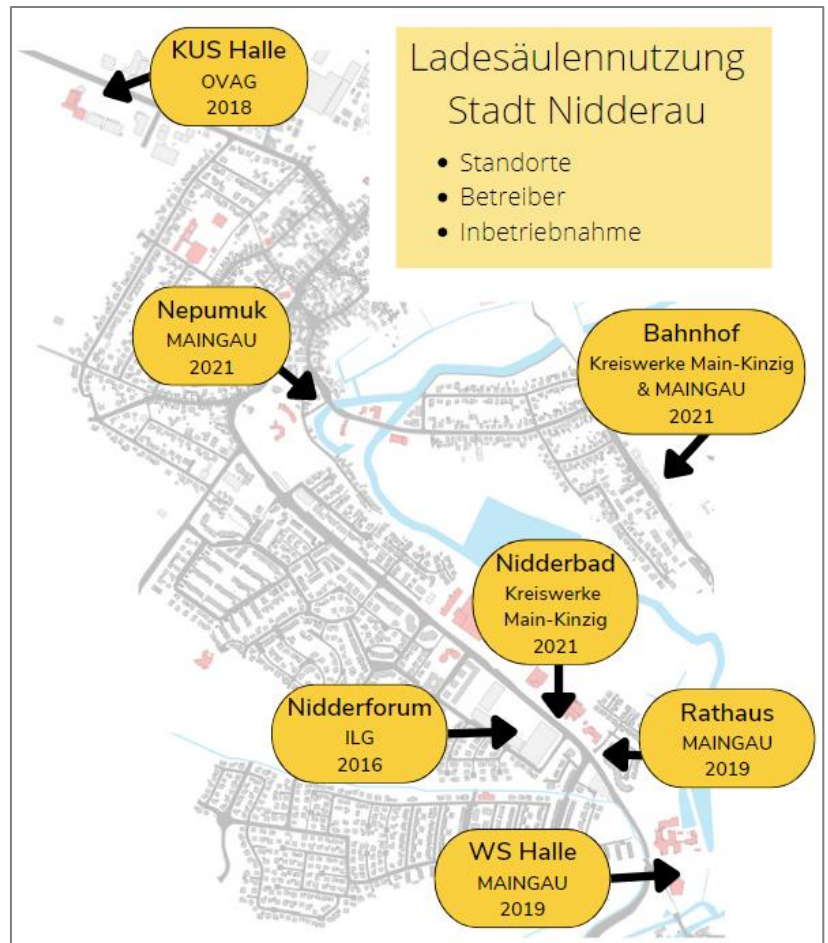 KUS Halle
OVAG
2018
Ladesäulennutzung
Stadt Nidderau
• Standorte
• Betreiber
• Inbetriebnahme
Nepumuk
MAINGAU
2021
Bahnhof
Kreiswerke Main-Kinzig
& MAINGAU
2021
Nidderbad
Kreiswerke
Main-Kinzig
2021
Nidderforum
ILG
2016
Rathaus
MAINGAU
2019
WS Halle
MAINGAU
2019